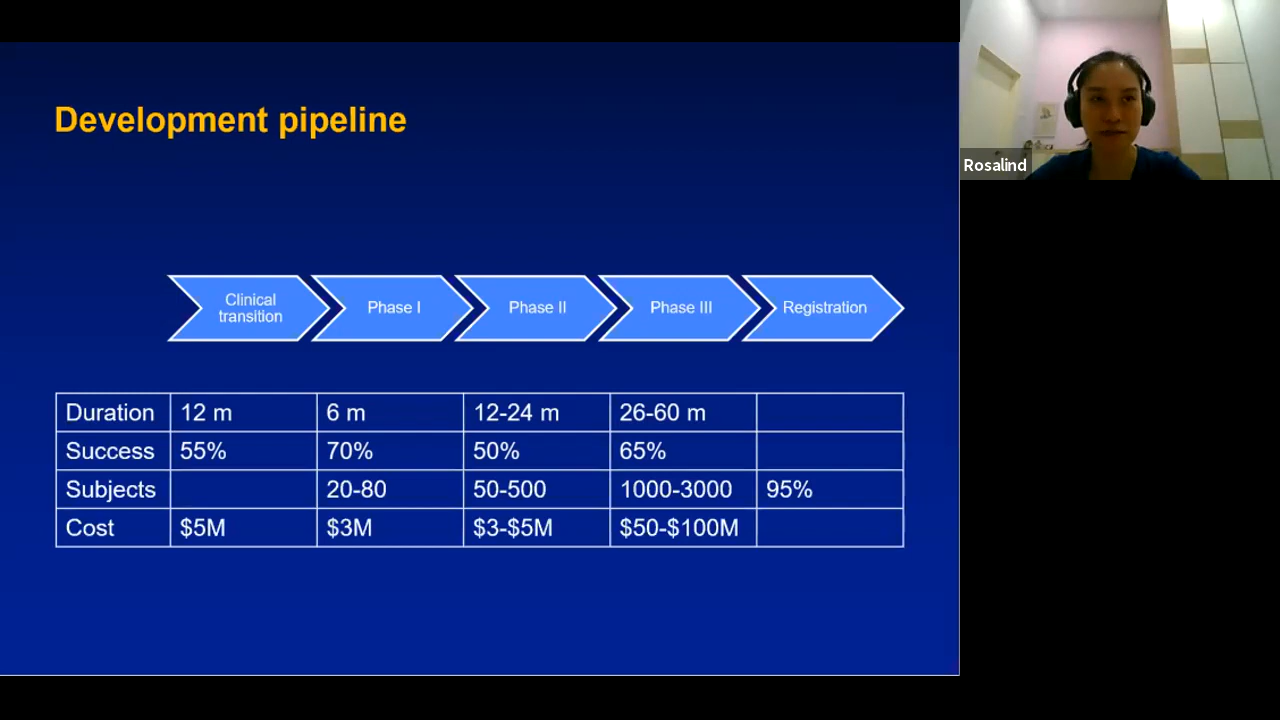 Development pipeline
Clinical
transition
Phase I
Phase II
Phase III
Registration
Duration 12 m 6 m 12-24 m 26-60 m
Success 55% 70% 50% 65%
Subjects 20-80 50-500 1000-3000 95%
Cost $5M $3M $3-$5M $50-$100M
Rosalind